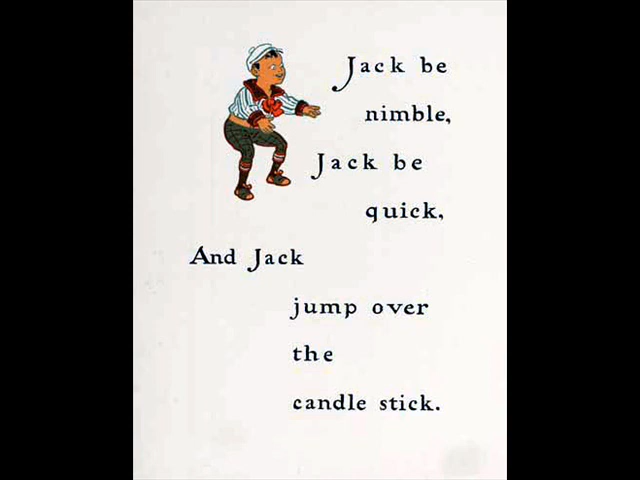 Jack be
nimble,
Jack be
quick,
And Jack
jump over
the
candle stick.